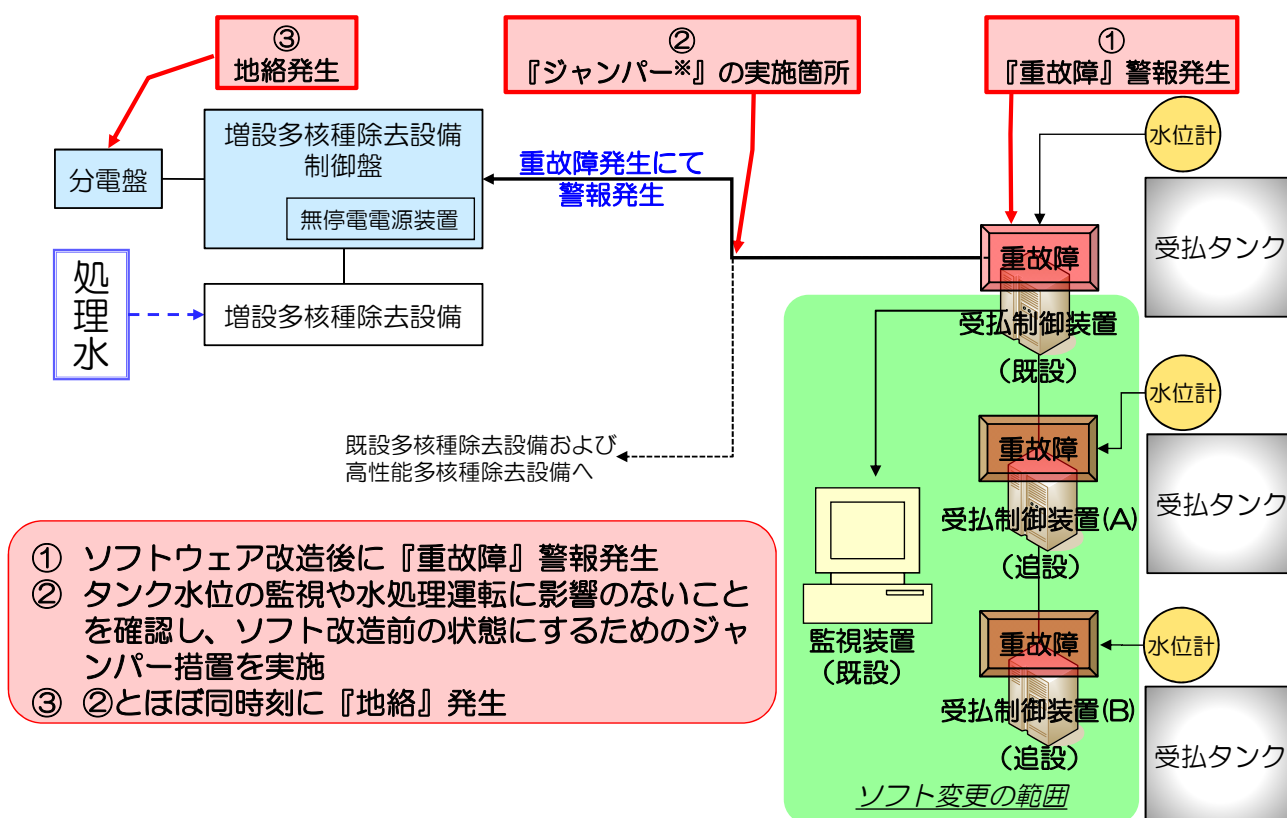 ③
地絡発生
②
『ジャンパー※』の実施箇所
①
『重故障』警報発生
分電盤
増設多核種除去設備
制御盤
無停電電源装置
重故障発生にて
警報発生
水位計
受払タンク
重故障
処理水
増設多核種除去設備
受払制御装置
(既設)
水位計
既設多核種除去設備および
高性能多核種除去設備へ
重故障
受払タンク
受払制御装置(A)
(追設)
① ソフトウェア改造後に『重故障』警報発生
② タンク水位の監視や水処理運転に影響のないこと
を確認し、ソフト改造前の状態にするためのジャ
ンパー措置を実施
③ ②とほぼ同時刻に『地絡』発生
監視装置
(既設)
重故障
水位計
受払制御装置(B)
(追設)
受払タンク
ソフト変更の範囲